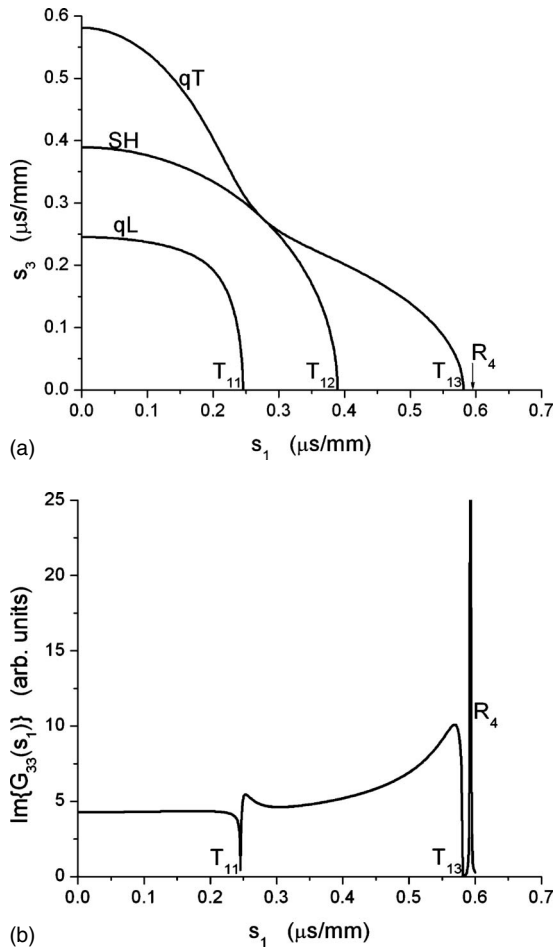 0.6
0.5
0.4
0.3
0.2
0.1
0.0
s₃ (μs/mm)
qT
SH
qL
T₁₁
T₁₂
T₁₃
R₄
0.0 0.1 0.2 0.3 0.4 0.5 0.6 0.7
s₁ (μs/mm)
(a)
25
20
15
10
5
0
Im{G₃₃(s₁)} (arb. units)
R₄
T₁₁
T₁₃
0.0 0.1 0.2 0.3 0.4 0.5 0.6 0.7
s₁ (μs/mm)
(b)